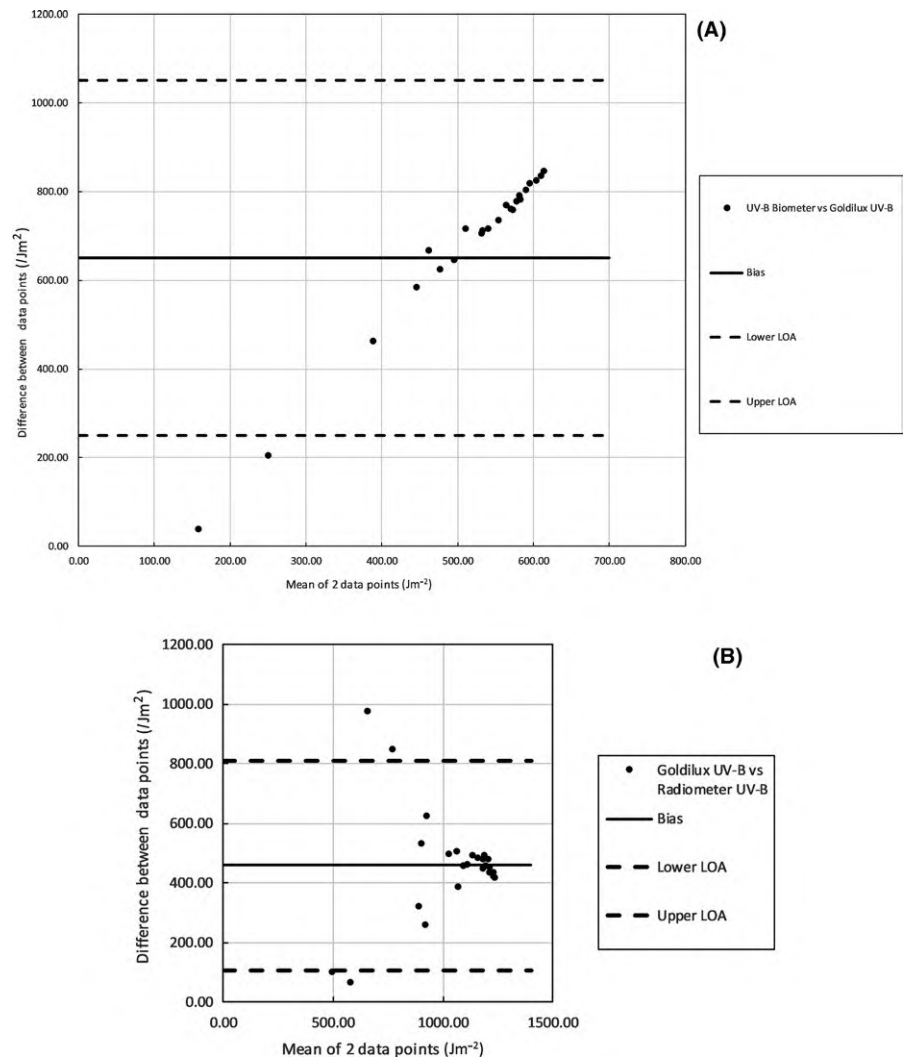 (A)
1200.00
1000.00
800.00
600.00
400.00
200.00
0.00
Difference between data points (/Jm²)
0.00 100.00 200.00 300.00 400.00 500.00 600.00 700.00 800.00
Mean of 2 data points (Jm⁻²)
UV-B Biometer vs Goldilux UV-B
Bias
Lower LOA
Upper LOA
(B)
1200.00
1000.00
800.00
600.00
400.00
200.00
0.00
Difference between data points (/Jm²)
0.00 500.00 1000.00 1500.00
Mean of 2 data points (Jm⁻²)
Goldilux UV-B vs
Radiometer UV-B
Bias
Lower LOA
Upper LOA